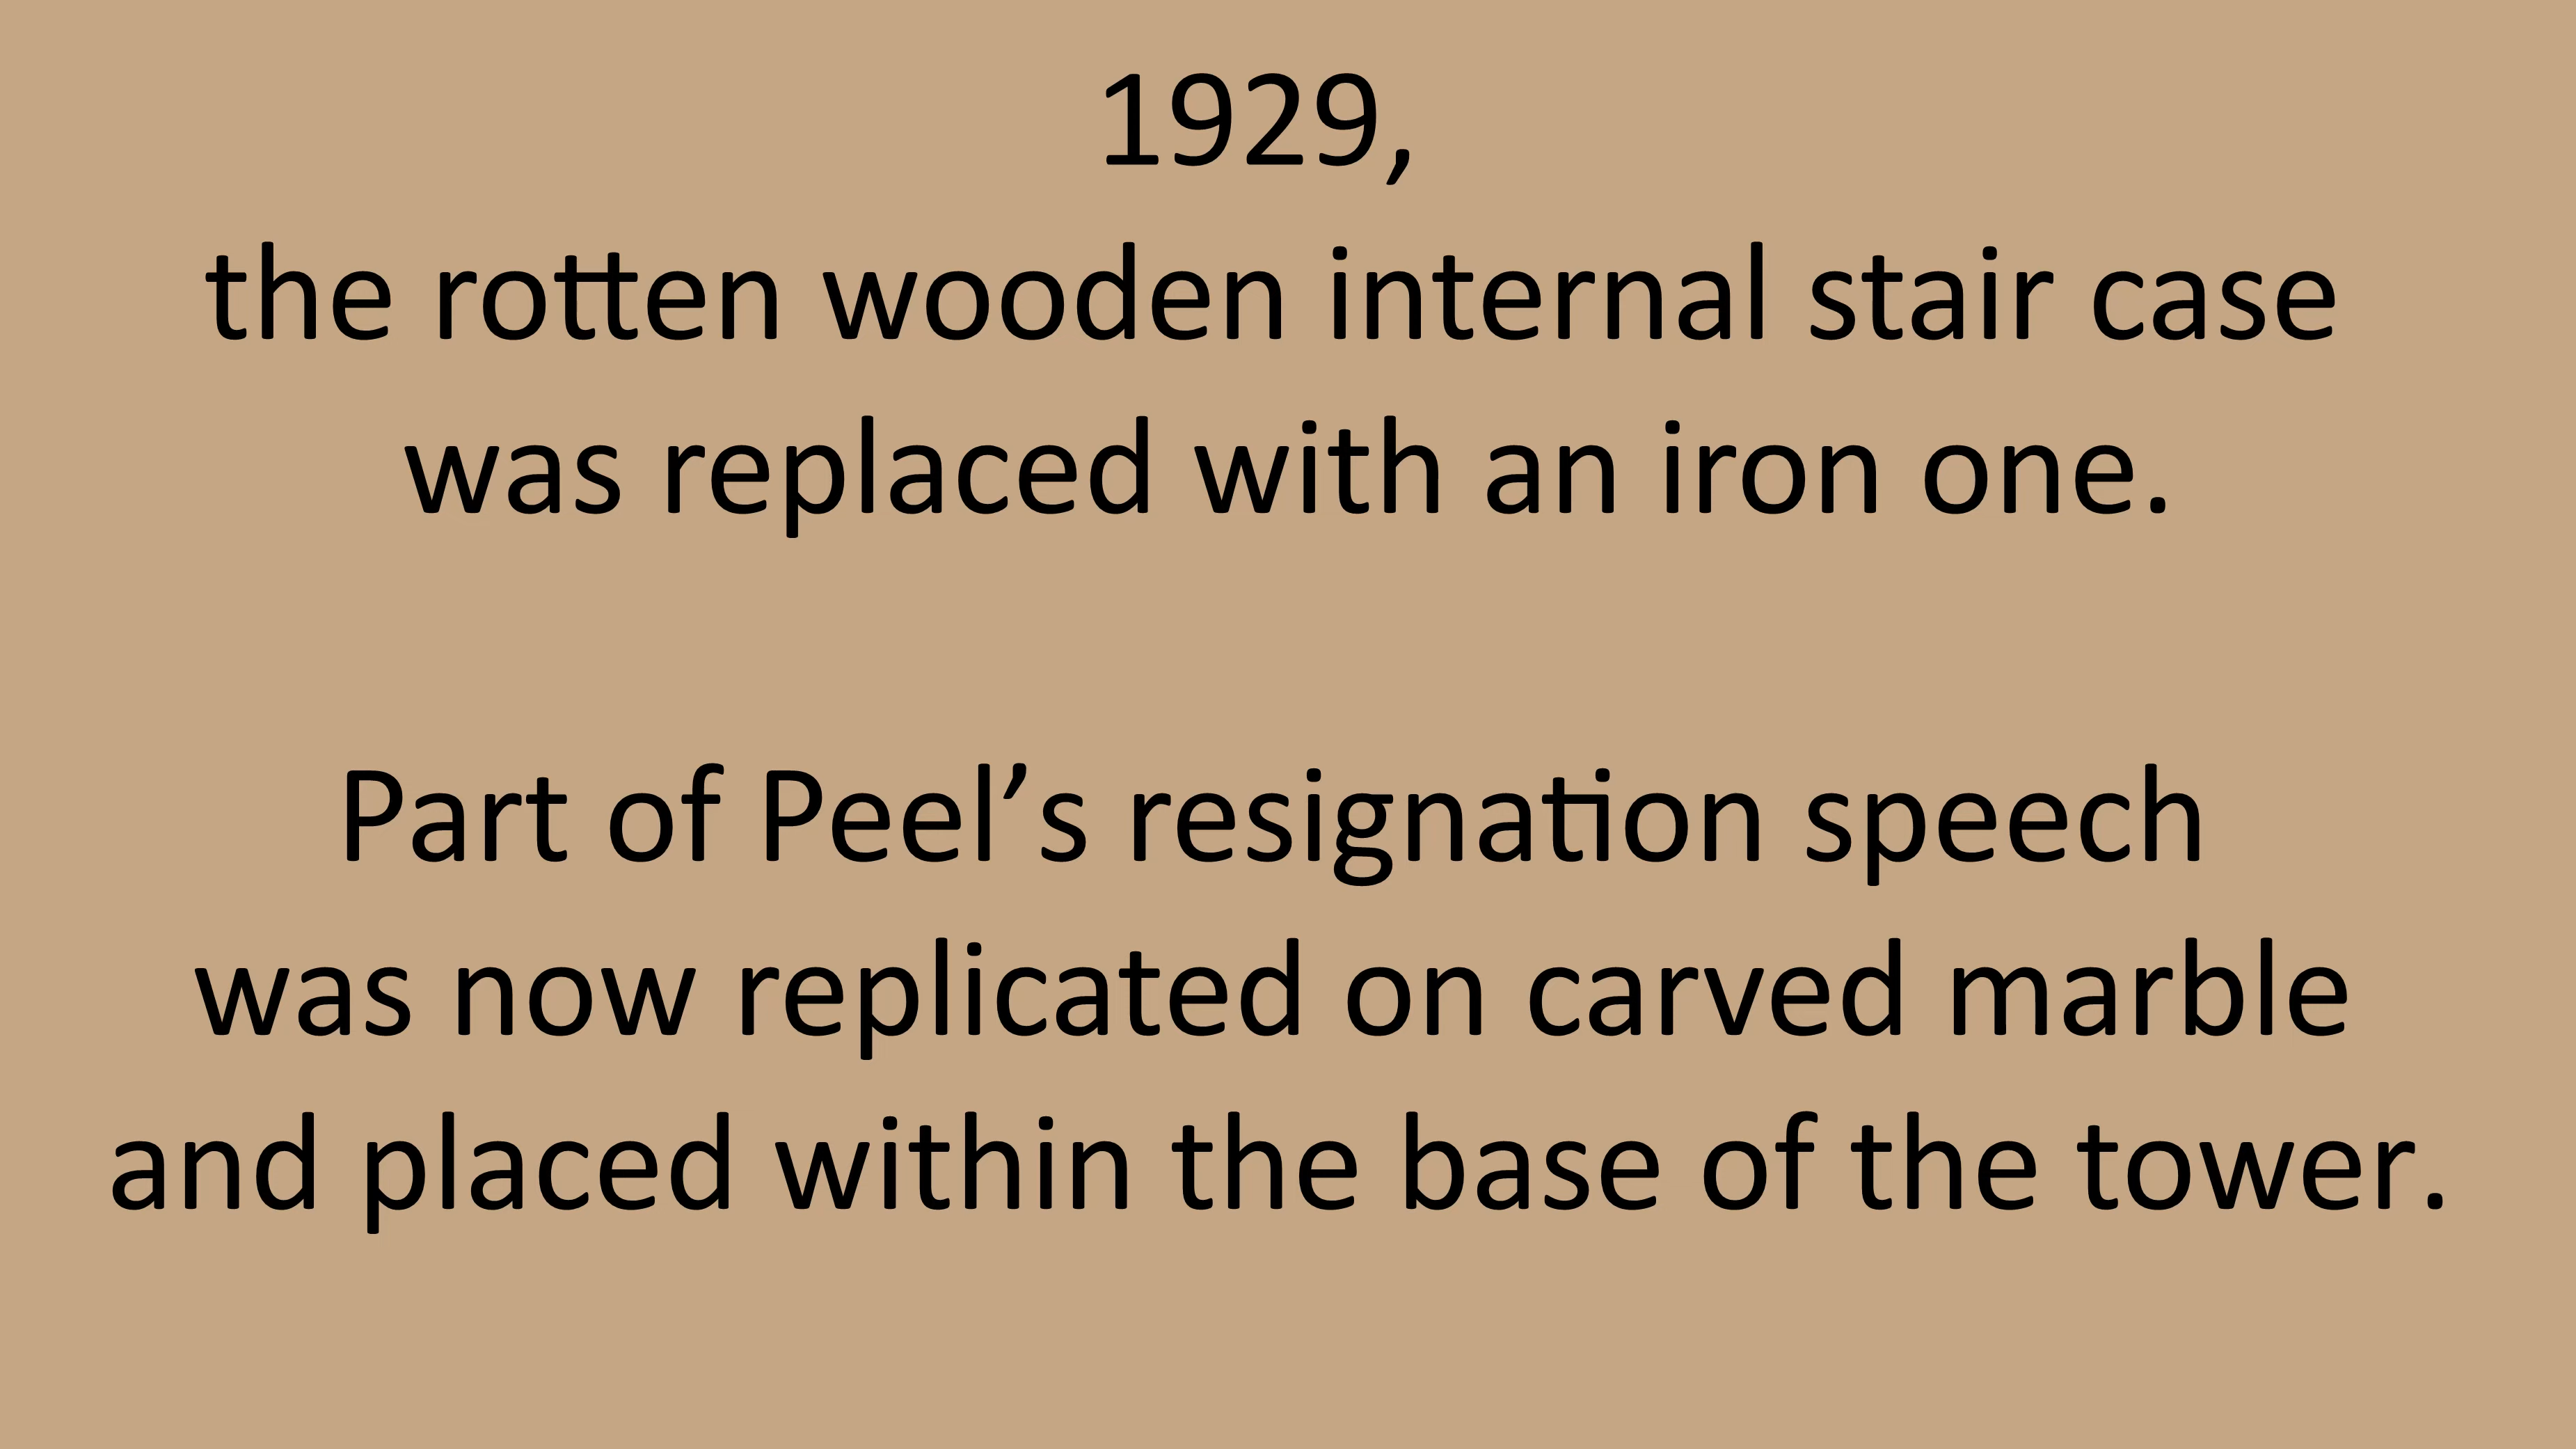 1929,
the rotten wooden internal stair case
was replaced with an iron one.
Part of Peel’s resignation speech
was now replicated on carved marble
and placed within the base of the tower.